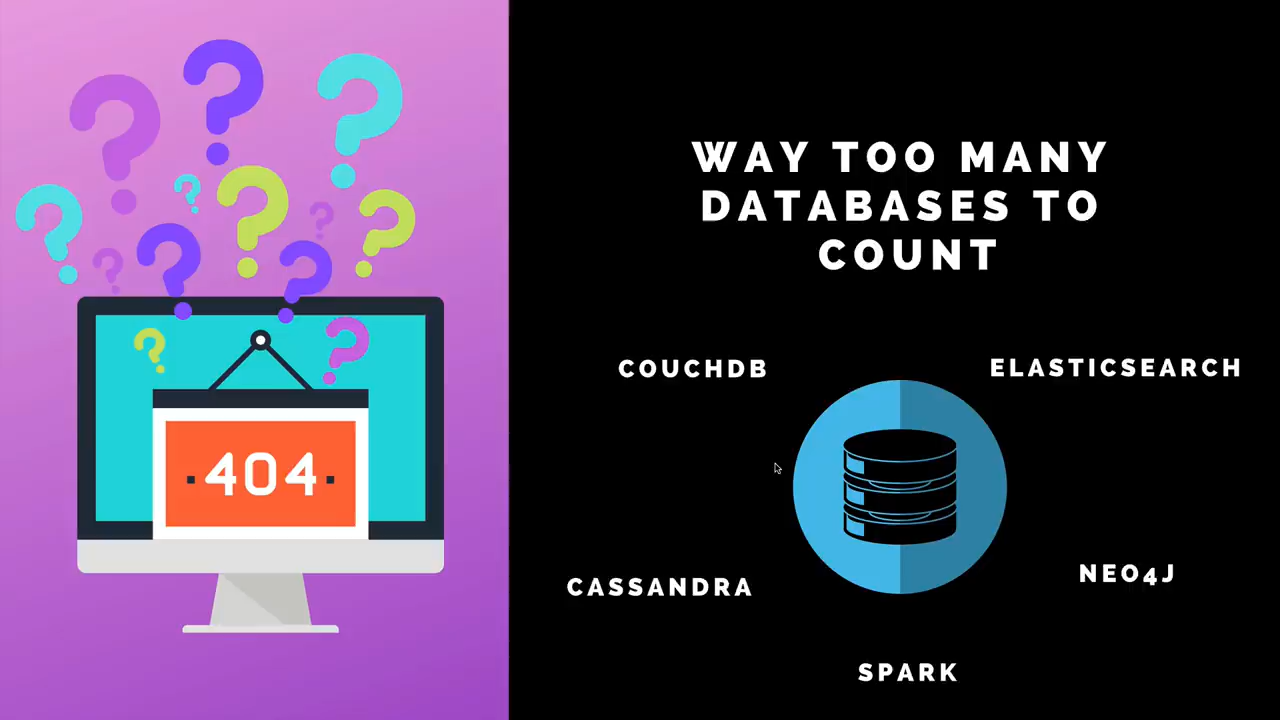 WAY TOO MANY
DATABASES TO
COUNT
COUCHDB
ELASTICSEARCH
·404·
CASSANDRA
NEO4J
SPARK